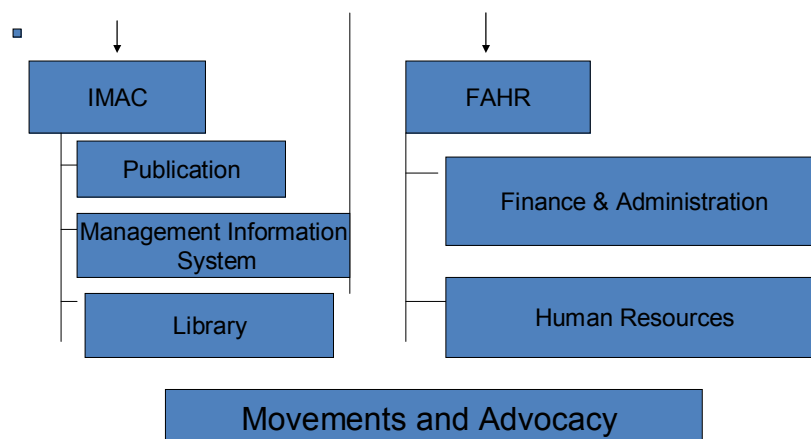 IMAC
FAHR
Publication
Finance & Administration
Management Information
System
Library
Human Resources
Movements and Advocacy